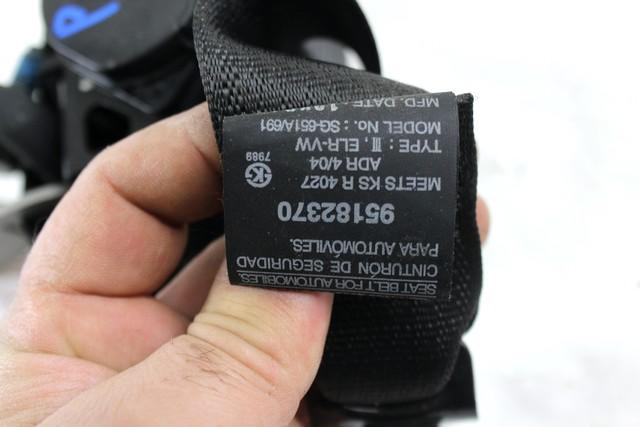 SEAT BELT FOR AUTOMOBILES.
CINTURÓN DE SEGURIDAD
PARA AUTOMÓVILES.
95182370
MEETS KS R 4027
ADR 4/04
TYPE : Ⅲ, ELR-VW
K 7989
MODEL No. : SG-651A/691
MFD. DATE :
P